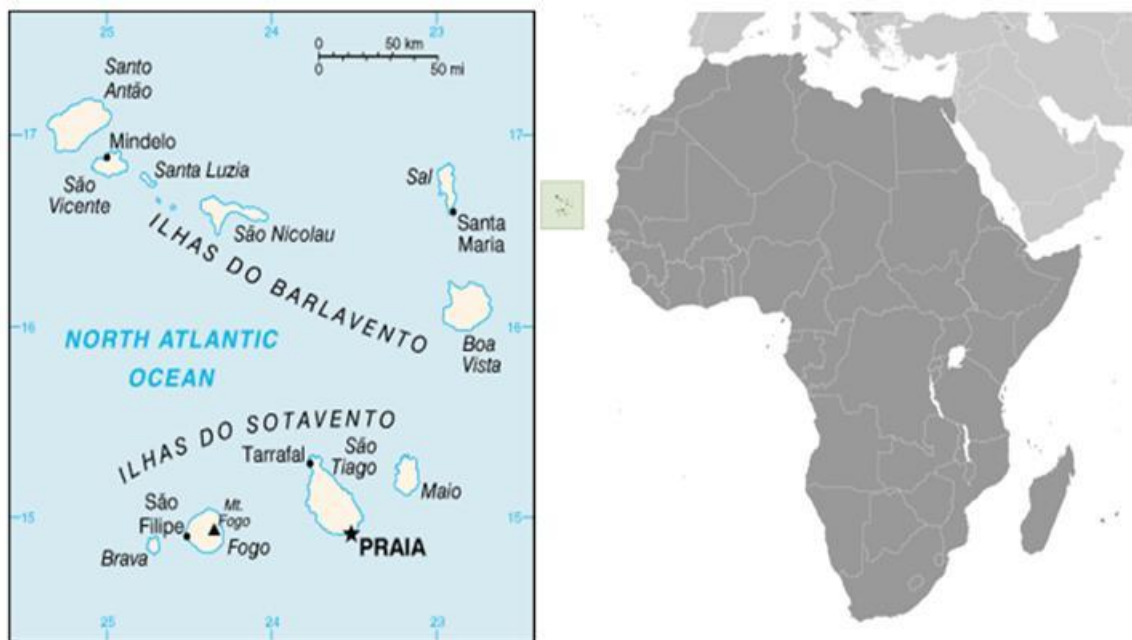 25
24
23
0 50 km
0 50 mi
Santo
Antão
17
17
Mindelo
Santa Luzia
São
Vicente
Sal
Santa
Maria
São Nicolau
ILHAS DO BARLAVENTO
16
16
NORTH ATLANTIC
OCEAN
Boa
Vista
ILHAS DO SOTAVENTO
Tarrafal
São
Tiago
Maio
São
Filipe
Mt.
Fogo
15
15
Brava
Fogo
PRAIA
25
24
23